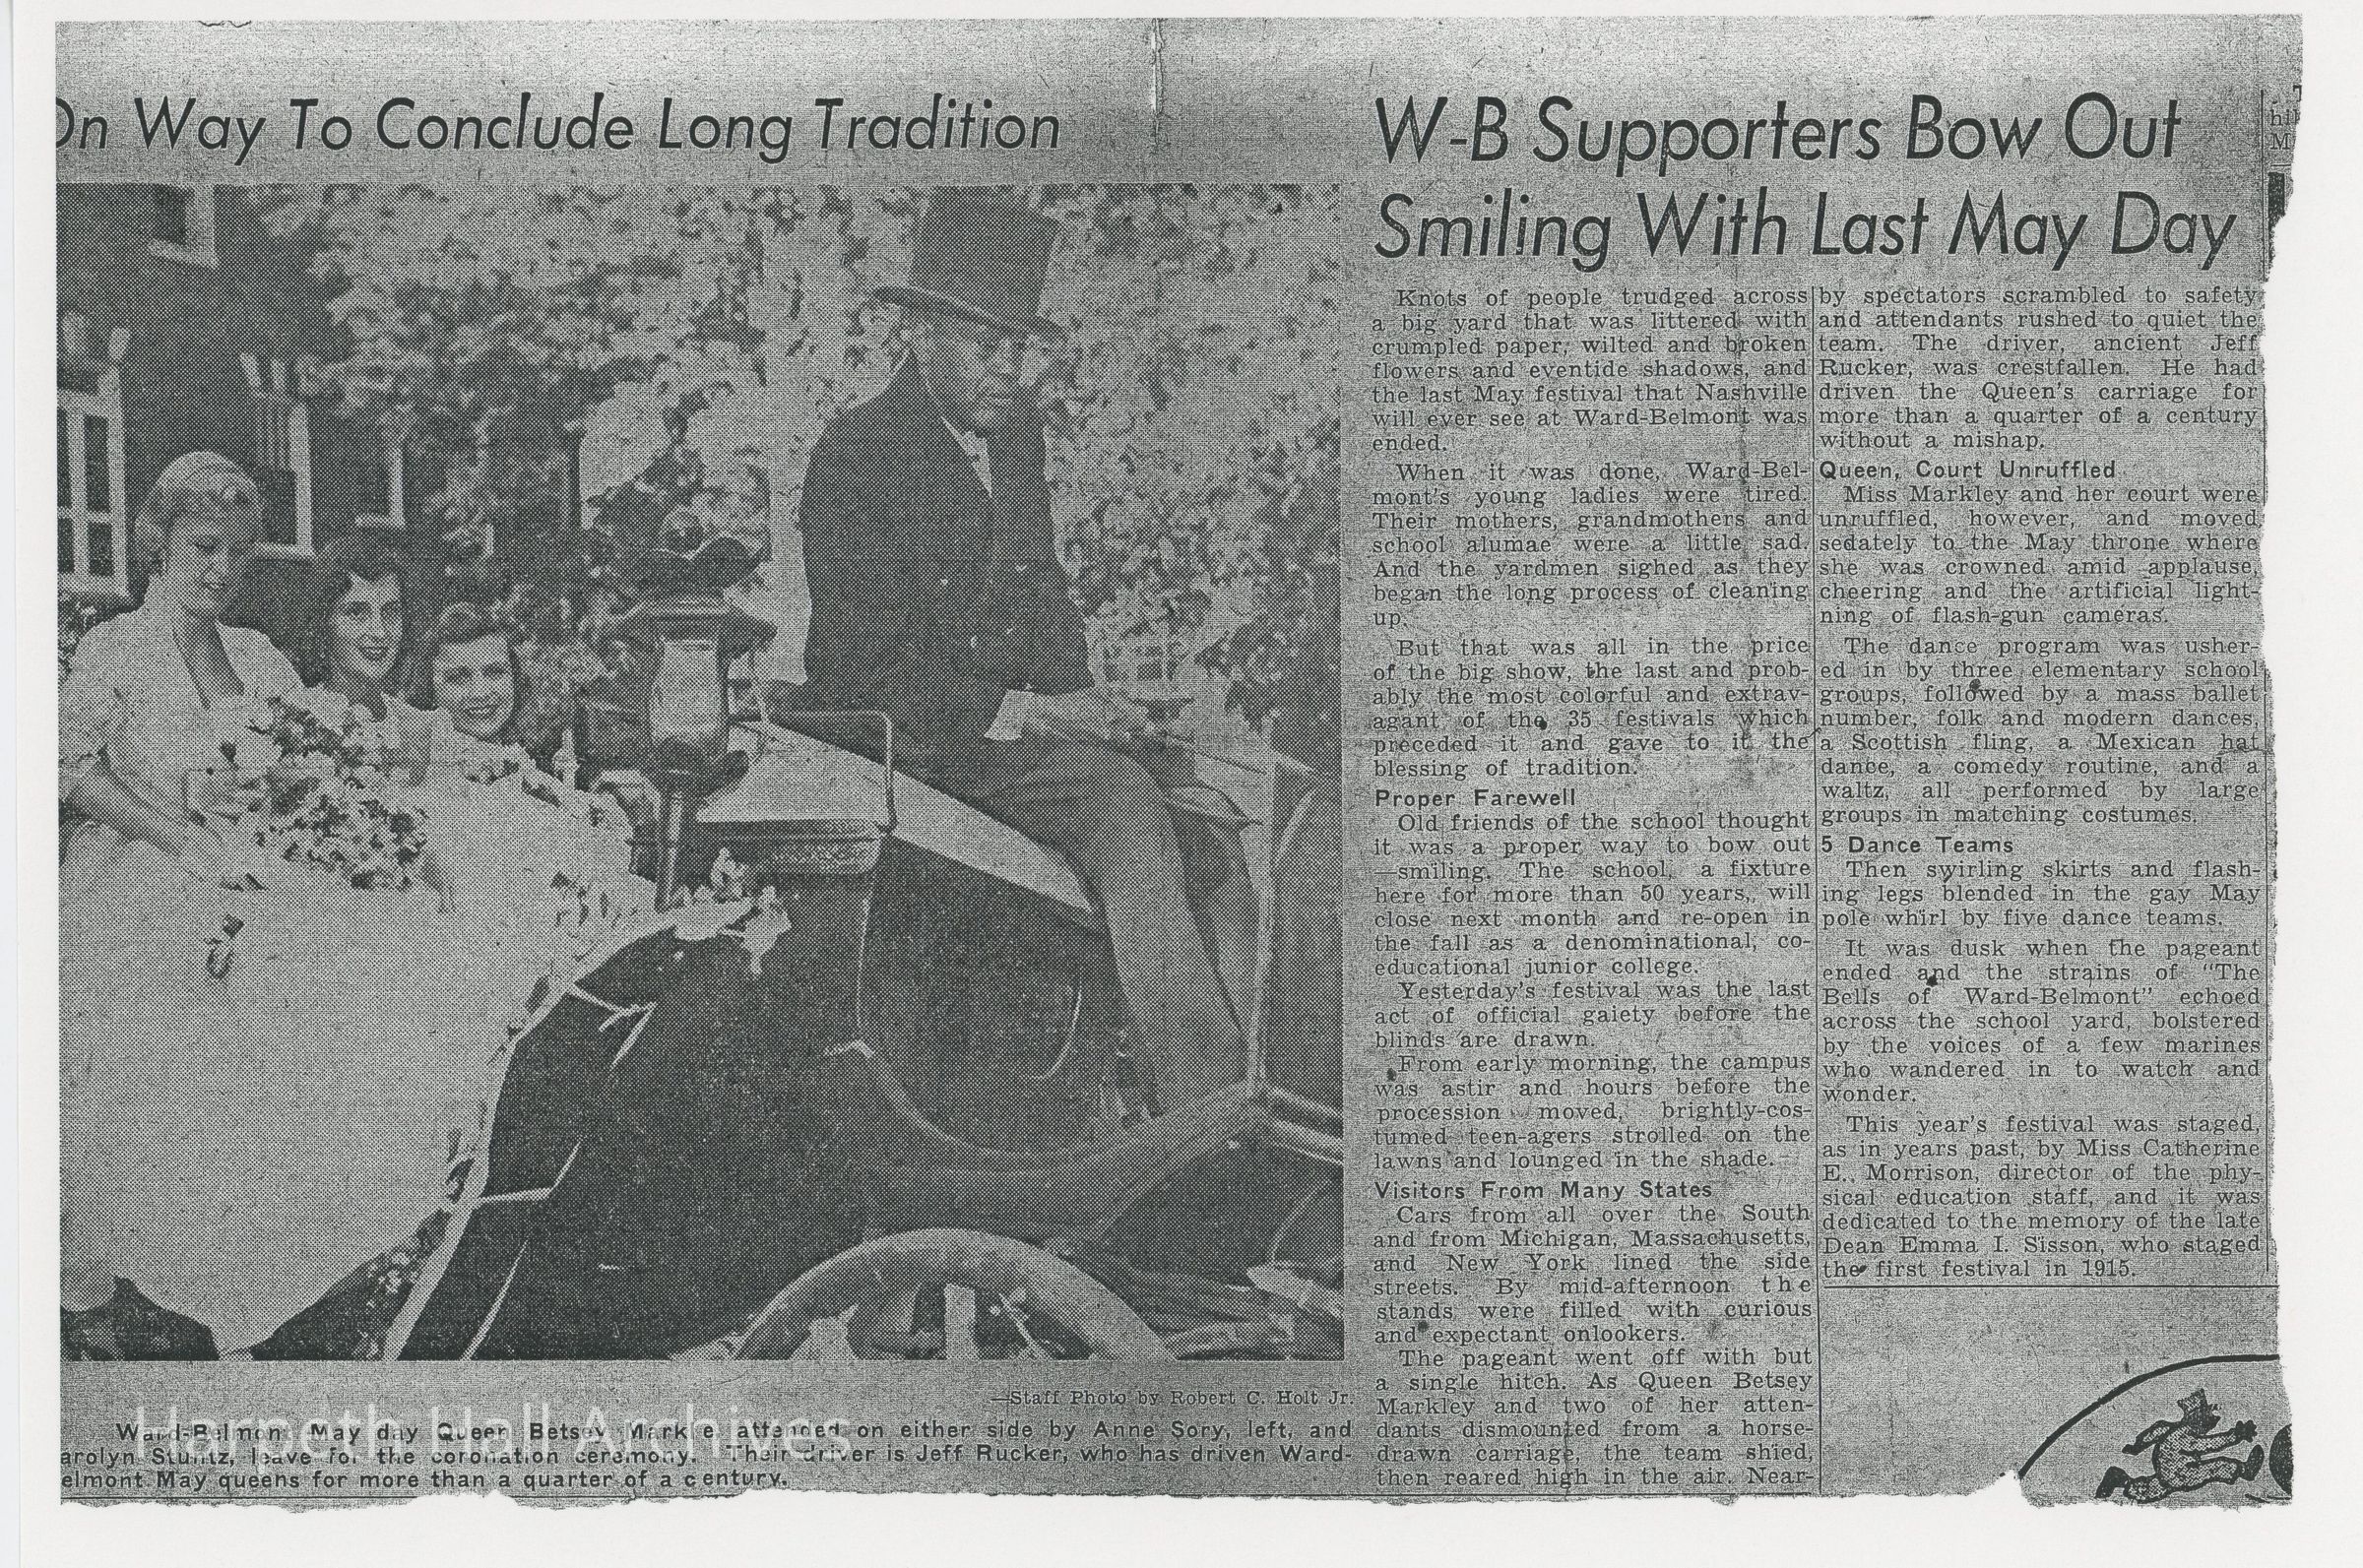 On Way To Conclude Long Tradition
—Staff Photo by Robert C. Holt Jr.
Ward-Belmont May day Queen Betsey Markle attended on either side by Anne Sory, left, and
arolyn Stuntz, leave for the coronation ceremony. Their driver is Jeff Rucker, who has driven Ward-
elmont May queens for more than a quarter of a century.
Harpeth Hall Archives
W-B Supporters Bow Out
Smiling With Last May Day
Knots of people trudged across
a big yard that was littered with
crumpled paper, wilted and broken
flowers and eventide shadows, and
the last May festival that Nashville
will ever see at Ward-Belmont was
ended.
When it was done, Ward-Bel-
mont's young ladies were tired.
Their mothers, grandmothers and
school alumae were a little sad.
And the yardmen sighed as they
began the long process of cleaning
up.
But that was all in the price
of the big show, the last and prob-
ably the most colorful and extrav-
agant of the 35 festivals which
preceded it and gave to it the
blessing of tradition.
Proper Farewell
Old friends of the school thought
it was a proper way to bow out
—smiling. The school, a fixture
here for more than 50 years, will
close next month and re-open in
the fall as a denominational, co-
educational junior college.
Yesterday's festival was the last
act of official gaiety before the
blinds are drawn.
From early morning, the campus
was astir and hours before the
procession moved, brightly-cos-
tumed teen-agers strolled on the
lawns and lounged in the shade.
Visitors From Many States
Cars from all over the South
and from Michigan, Massachusetts,
and New York lined the side
streets. By mid-afternoon the
stands were filled with curious
and expectant onlookers.
The pageant went off with but
a single hitch. As Queen Betsey
Markley and two of her atten-
dants dismounted from a horse-
drawn carriage, the team shied,
then reared high in the air. Near-
by spectators scrambled to safety
and attendants rushed to quiet the
team. The driver, ancient Jeff
Rucker, was crestfallen. He had
driven the Queen's carriage for
more than a quarter of a century
without a mishap.
Queen, Court Unruffled
Miss Markley and her court were
unruffled, however, and moved
sedately to the May throne where
she was crowned amid applause,
cheering and the artificial light-
ning of flash-gun cameras.
The dance program was usher-
ed in by three elementary school
groups, followed by a mass ballet
number, folk and modern dances,
a Scottish fling, a Mexican hat
dance, a comedy routine, and a
waltz, all performed by large
groups in matching costumes.
5 Dance Teams
Then swirling skirts and flash-
ing legs blended in the gay May
pole whirl by five dance teams.
It was dusk when the pageant
ended and the strains of "The
Bells of Ward-Belmont" echoed
across the school yard, bolstered
by the voices of a few marines
who wandered in to watch and
wonder.
This year's festival was staged,
as in years past, by Miss Catherine
E. Morrison, director of the phy-
sical education staff, and it was
dedicated to the memory of the late
Dean Emma I. Sisson, who staged
the first festival in 1915.